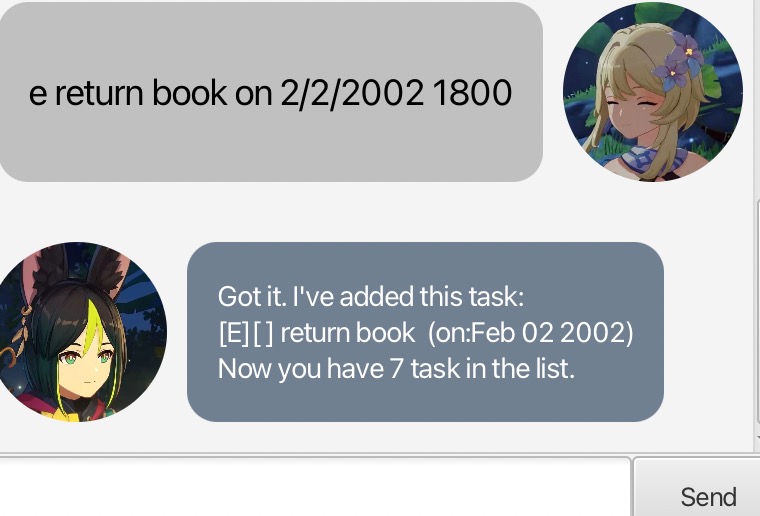 e return book on 2/2/2002 1800
Got it. I've added this task:
[E][ ] return book  (on:Feb 02 2002)
Now you have 7 task in the list.
Send